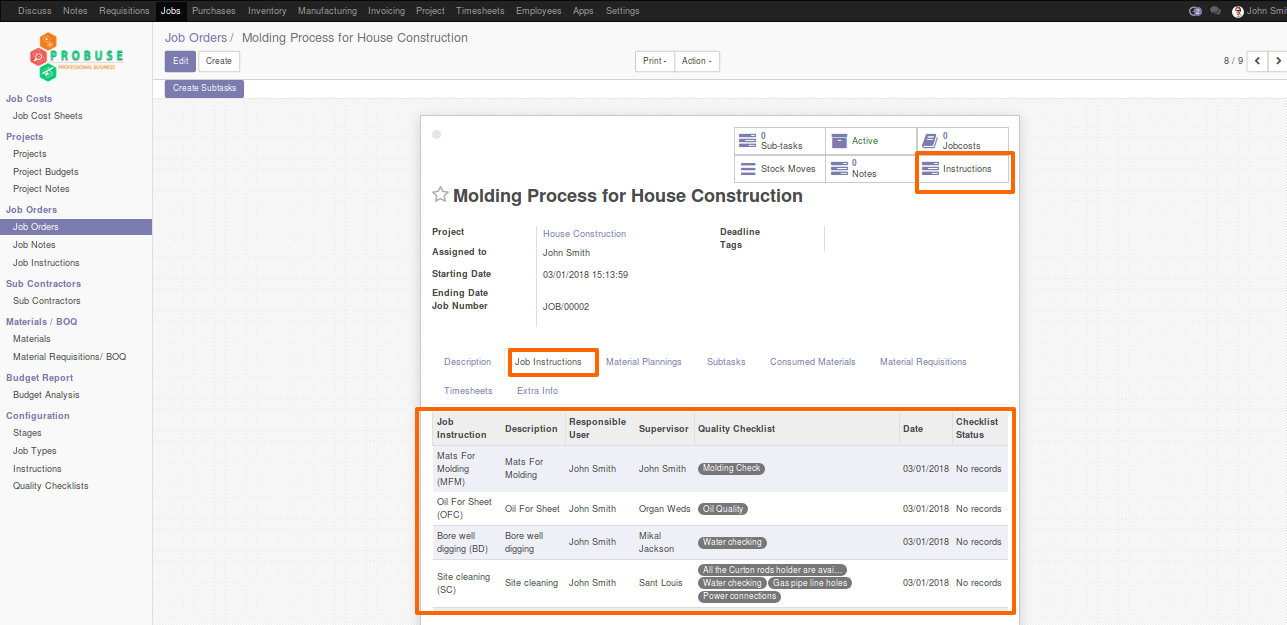 Discuss Notes Requisitions Jobs Purchases Inventory Manufacturing Invoicing Project Timesheets Employees Apps Settings John Smi
PROBUSE
PROFESSIONAL BUSINESS
Job Orders / Molding Process for House Construction
Edit Create Print Action 8 / 9
Create Subtasks
Job Costs
Job Cost Sheets
Projects
Projects
Project Budgets
Project Notes
Job Orders
Job Orders
Job Notes
Job Instructions
Sub Contractors
Sub Contractors
Materials / BOQ
Materials
Material Requisitions/ BOQ
Budget Report
Budget Analysis
Configuration
Stages
Job Types
Instructions
Quality Checklists
0
Sub-tasks
Active
0
Jobcosts
Stock Moves
0
Notes
Instructions
Molding Process for House Construction
Project House Construction
Assigned to John Smith
Starting Date 03/01/2018 15:13:59
Ending Date
Job Number JOB/00002
Deadline
Tags
Description Job Instructions Material Plannings Subtasks Consumed Materials Material Requisitions
Timesheets Extra Info
Job Instruction Description Responsible User Supervisor Quality Checklist Date Checklist Status
Mats For Molding (MFM) Mats For Molding John Smith John Smith Molding Check 03/01/2018 No records
Oil For Sheet (OFC) Oil For Sheet John Smith Organ Weds Oil Quality 03/01/2018 No records
Bore well digging (BD) Bore well digging John Smith Mikal Jackson Water checking 03/01/2018 No records
Site cleaning (SC) Site cleaning John Smith Sant Louis All the Curton rods holder are avai... Water checking Gas pipe line holes Power connections 03/01/2018 No records